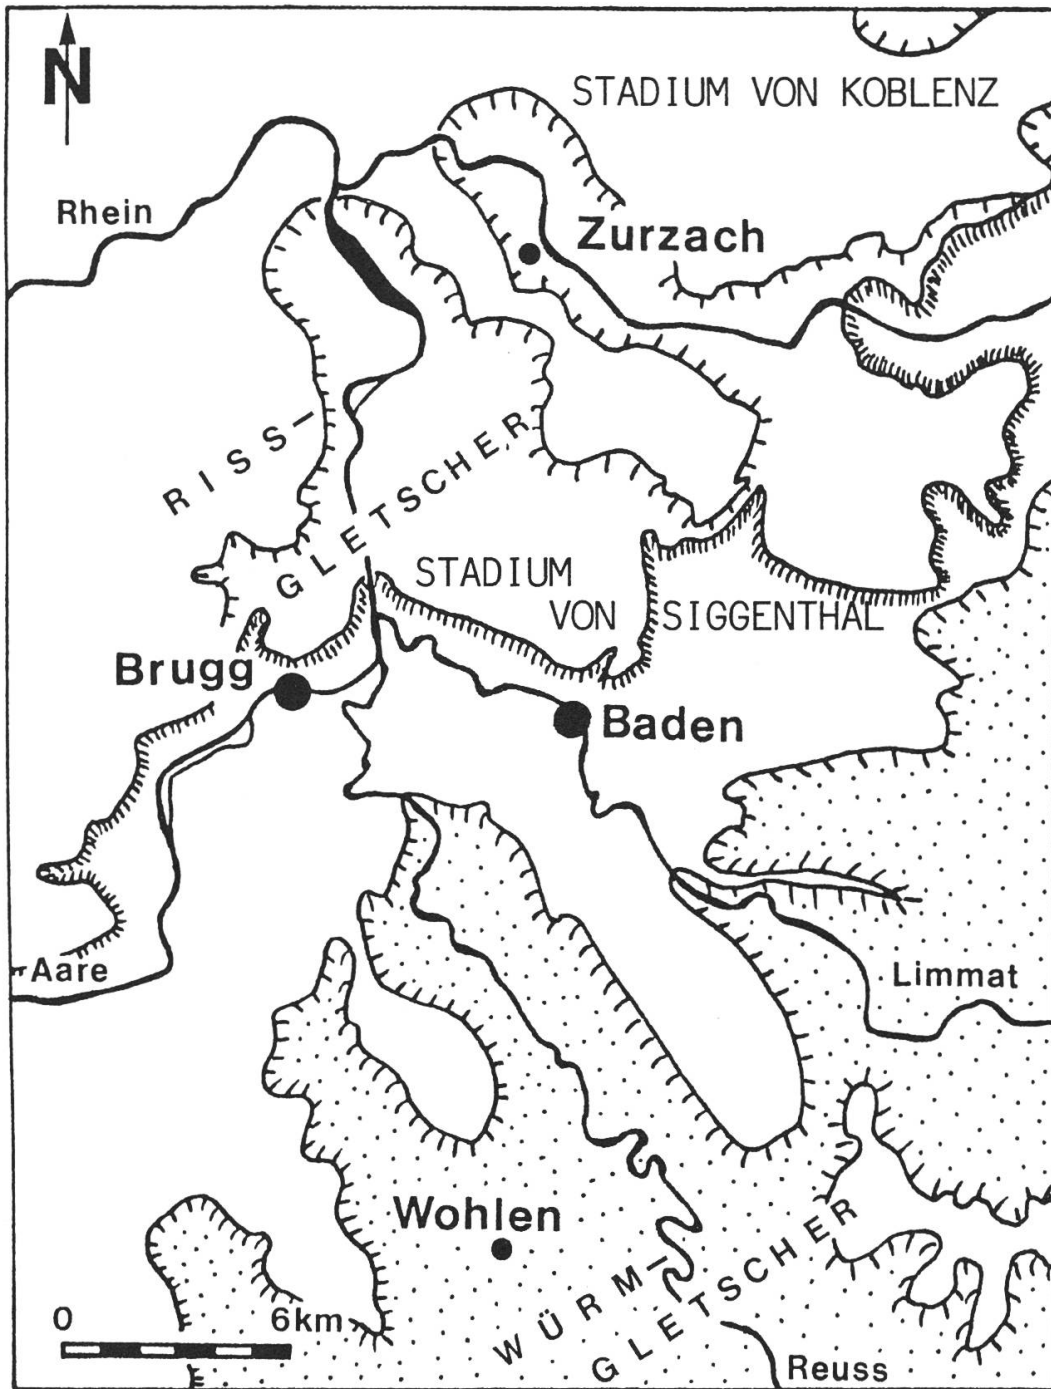 N
STADIUM VON KOBLENZ
Rhein
Zurzach
RISS-
GLETSCHER
STADIUM
VON SIGGENTHAL
Brugg
Baden
Aare
Limmat
Wohlen
WÜRM-
GLETSCHER
0 6km
Reuss